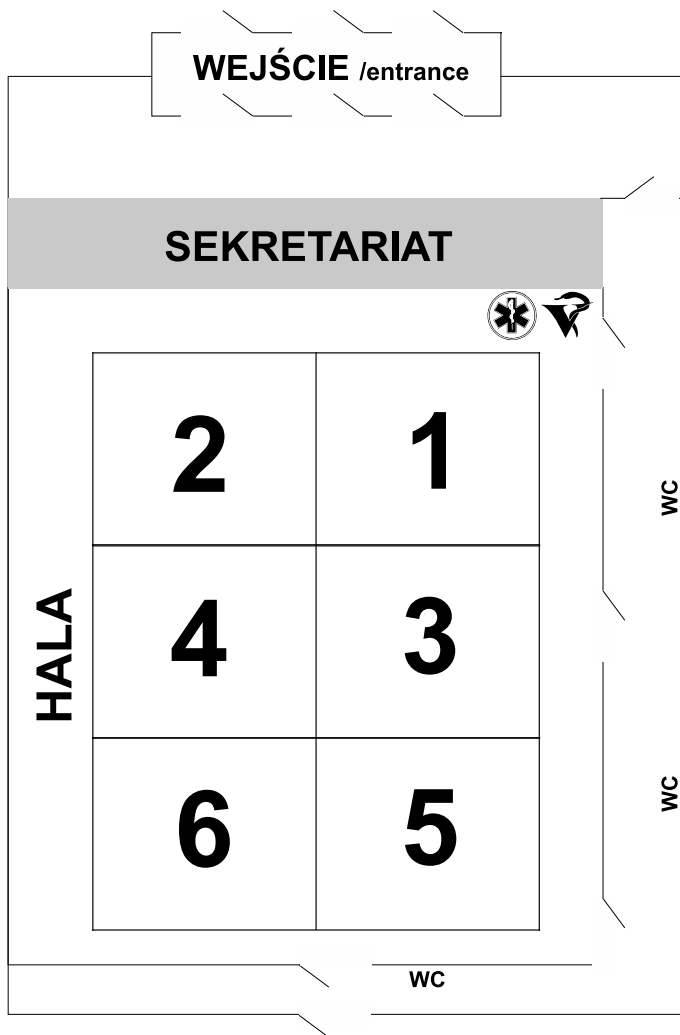 WEJŚCIE /entrance
SEKRETARIAT
2 1
WC
HALA
4 3
WC
6 5
WC